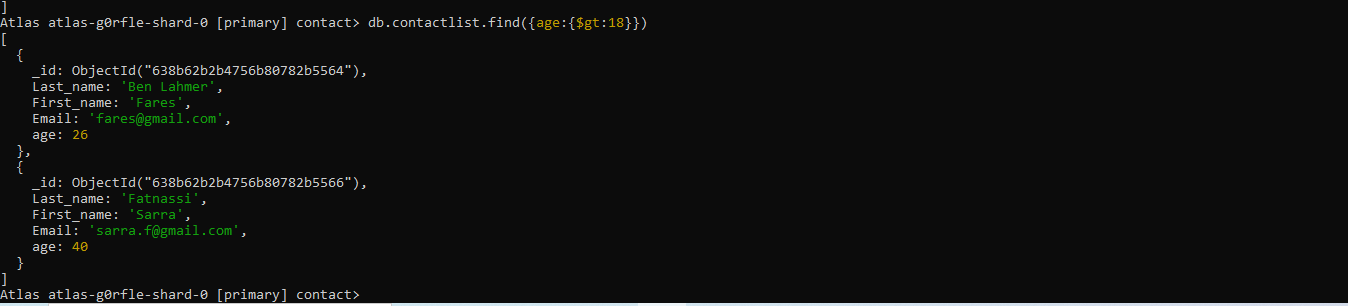 ]
Atlas atlas-g0rfle-shard-0 [primary] contact> db.contactlist.find({age:{$gt:18}})
[
  {
    _id: ObjectId("638b62b2b4756b80782b5564"),
    Last_name: 'Ben Lahmer',
    First_name: 'Fares',
    Email: 'fares@gmail.com',
    age: 26
  },
  {
    _id: ObjectId("638b62b2b4756b80782b5566"),
    Last_name: 'Fatnassi',
    First_name: 'Sarra',
    Email: 'sarra.f@gmail.com',
    age: 40
  }
]
Atlas atlas-g0rfle-shard-0 [primary] contact>